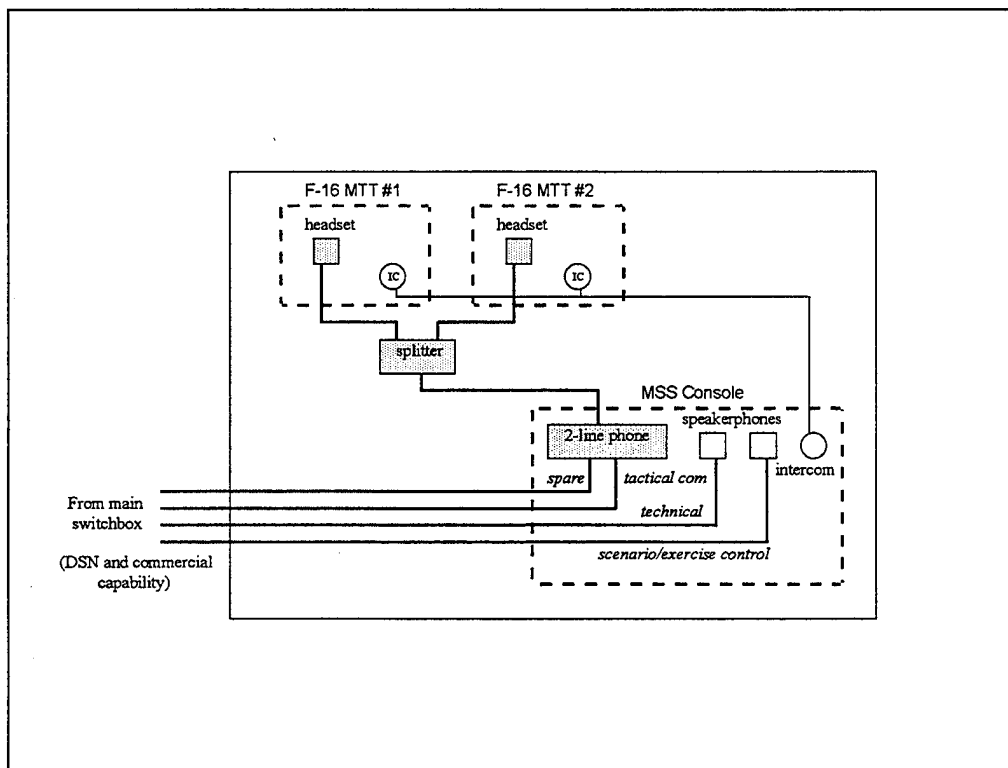 F-16 MTT #1
F-16 MTT #2
headset
headset
IC
IC
splitter
MSS Console
speakerphones
2-line phone
intercom
spare
tactical com
From main
switchbox
technical
scenario/exercise control
(DSN and commercial
capability)